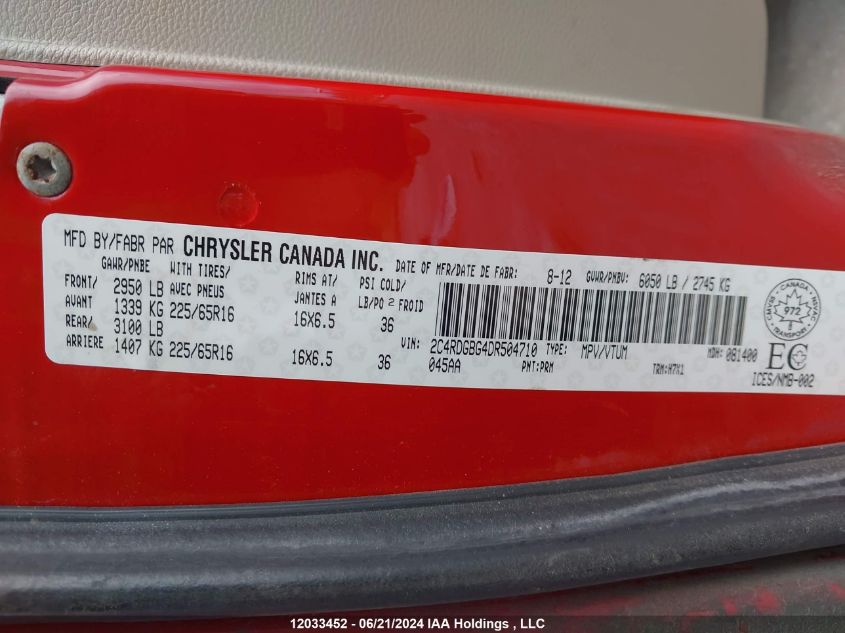 MFD BY/FABR PAR CHRYSLER CANADA INC. DATE OF MFR/DATE DE FABR: 8-12 GVWR/PNBV: 6050 LB / 2745 KG
GAWR/PNBE WITH TIRES/ RIMS AT/ PSI COLD/
FRONT/ 2950 LB AVEC PNEUS JANTES A LB/PO2 FROID
AVANT 1339 KG 225/65R16 16X6.5 36
REAR/ 3100 LB
ARRIERE 1407 KG 225/65R16 16X6.5 36
VIN: 2C4RDGBG4DR504710 TYPE: MPV/VTUM MDH: 081400
045AA PNT:PRM TRM:H7X1
CANADA
972
TRANSPORT
EC
ICES/NMB-002
12033452 - 06/21/2024 IAA Holdings , LLC